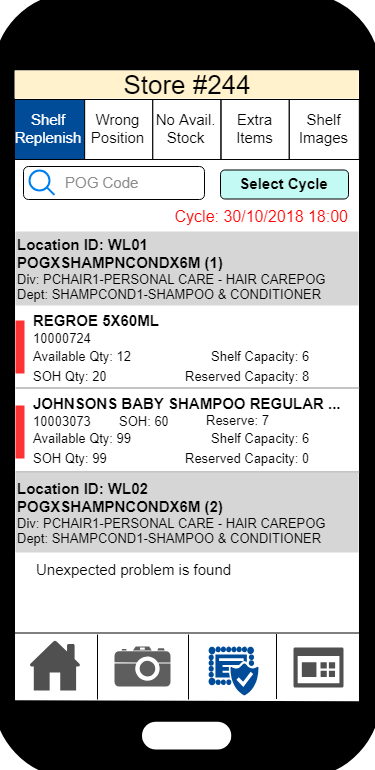 Store #244
Shelf Replenish
Wrong Position
No Avail. Stock
Extra Items
Shelf Images
POG Code
Select Cycle
Cycle: 30/10/2018 18:00
Location ID: WL01
POGXSHAMPNCONDX6M (1)
Div: PCHAIR1-PERSONAL CARE - HAIR CAREPOG
Dept: SHAMPCOND1-SHAMPOO & CONDITIONER
REGROE 5X60ML
10000724
Available Qty: 12 Shelf Capacity: 6
SOH Qty: 20 Reserved Capacity: 8
JOHNSONS BABY SHAMPOO REGULAR ...
10003073 SOH: 60 Reserve: 7
Available Qty: 99 Shelf Capacity: 6
SOH Qty: 99 Reserved Capacity: 0
Location ID: WL02
POGXSHAMPNCONDX6M (2)
Div: PCHAIR1-PERSONAL CARE - HAIR CAREPOG
Dept: SHAMPCOND1-SHAMPOO & CONDITIONER
Unexpected problem is found